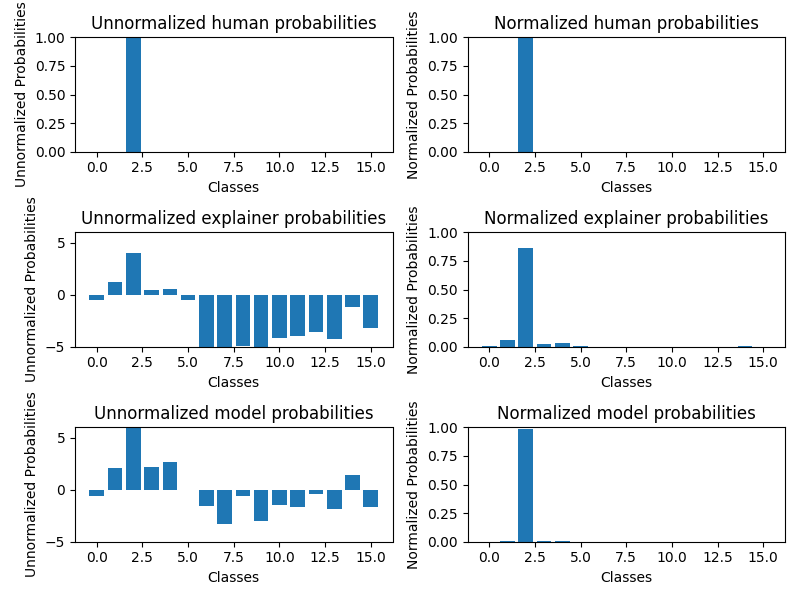 Unnormalized human probabilities
Unnormalized Probabilities
1.00
0.75
0.50
0.25
0.00
0.0 2.5 5.0 7.5 10.0 12.5 15.0
Classes
Normalized human probabilities
Normalized Probabilities
1.00
0.75
0.50
0.25
0.00
0.0 2.5 5.0 7.5 10.0 12.5 15.0
Classes
Unnormalized explainer probabilities
Unnormalized Probabilities
5
0
−5
0.0 2.5 5.0 7.5 10.0 12.5 15.0
Classes
Normalized explainer probabilities
Normalized Probabilities
1.00
0.75
0.50
0.25
0.00
0.0 2.5 5.0 7.5 10.0 12.5 15.0
Classes
Unnormalized model probabilities
Unnormalized Probabilities
5
0
−5
0.0 2.5 5.0 7.5 10.0 12.5 15.0
Classes
Normalized model probabilities
Normalized Probabilities
1.00
0.75
0.50
0.25
0.00
0.0 2.5 5.0 7.5 10.0 12.5 15.0
Classes